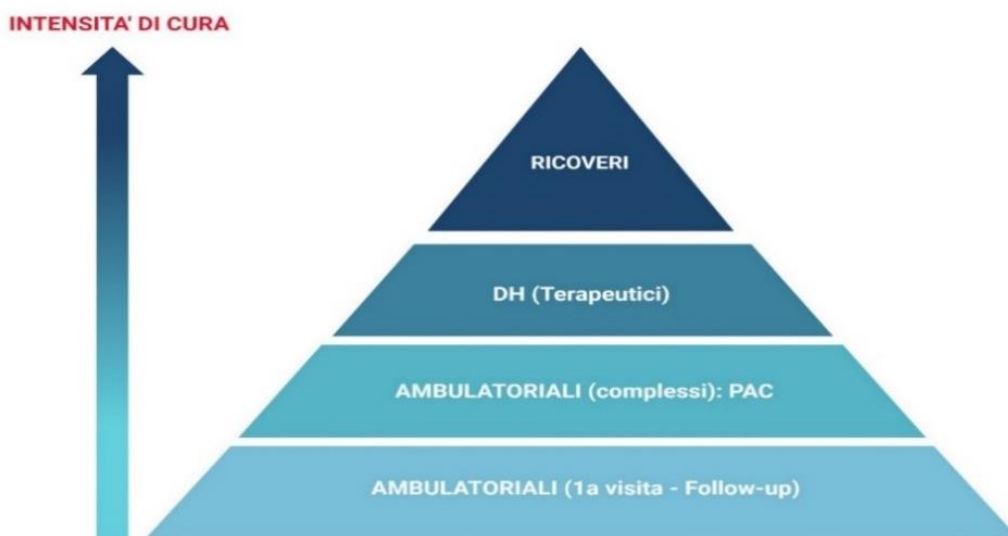 INTENSITA' DI CURA
RICOVERI
DH (Terapeutici)
AMBULATORIALI (complessi): PAC
AMBULATORIALI (1a visita - Follow-up)